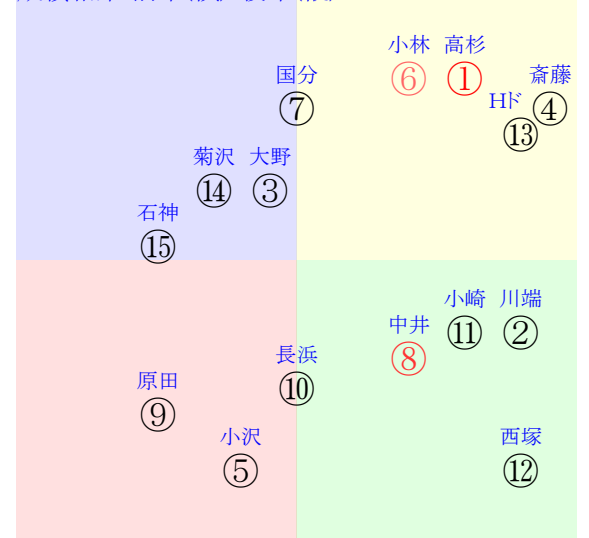 小林 高杉
⑥ ①
国分 斎藤
⑦ ④
Hド
⑬
菊沢 大野
⑭ ③
石神
⑮
小崎 川端
⑪ ②
中井
⑧
長浜
⑩
原田
⑨
小沢 西塚
⑤ ⑫